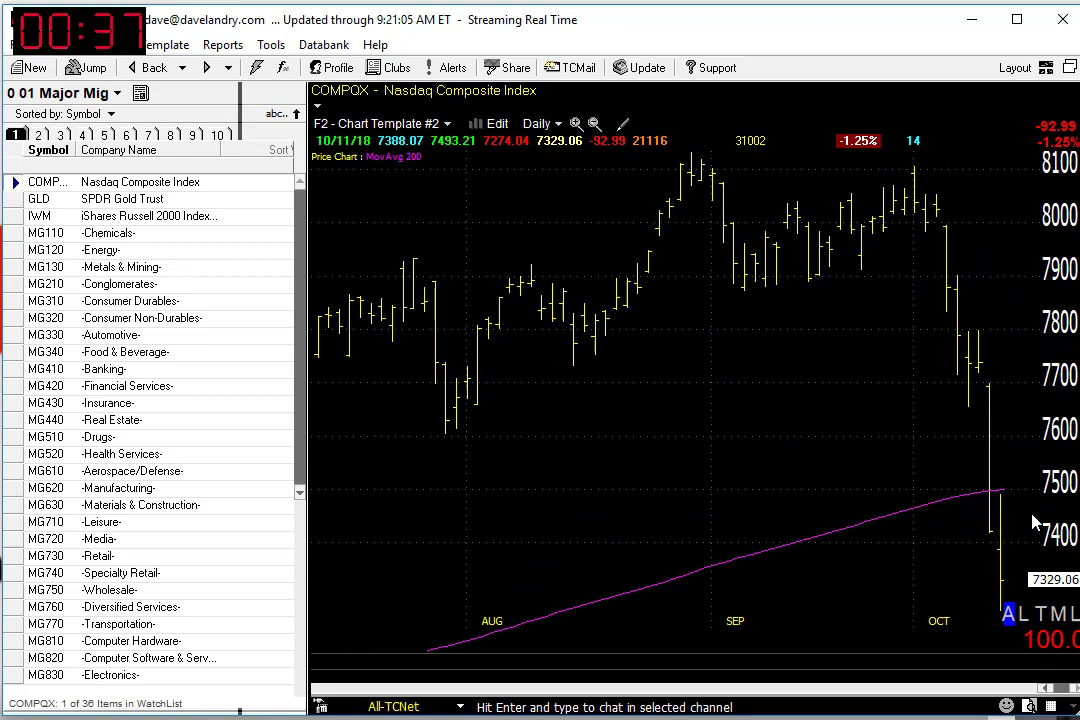 00:37
dave@davelandry.com ... Updated through 9:21:05 AM ET - Streaming Real Time
emplate Reports Tools Databank Help
New Jump Back Profile Clubs Alerts Share TCMail Update Support Layout
0 01 Major Mig
Sorted by: Symbol abc..
1 2 3 4 5 6 7 8 9 10
Symbol Company Name Sort
COMP... Nasdaq Composite Index
GLD SPDR Gold Trust
IWM iShares Russell 2000 Index...
MG110 -Chemicals-
MG120 -Energy-
MG130 -Metals & Mining-
MG210 -Conglomerates-
MG310 -Consumer Durables-
MG320 -Consumer Non-Durables-
MG330 -Automotive-
MG340 -Food & Beverage-
MG410 -Banking-
MG420 -Financial Services-
MG430 -Insurance-
MG440 -Real Estate-
MG510 -Drugs-
MG520 -Health Services-
MG610 -Aerospace/Defense-
MG620 -Manufacturing-
MG630 -Materials & Construction-
MG710 -Leisure-
MG720 -Media-
MG730 -Retail-
MG740 -Specialty Retail-
MG750 -Wholesale-
MG760 -Diversified Services-
MG770 -Transportation-
MG810 -Computer Hardware-
MG820 -Computer Software & Serv...
MG830 -Electronics-
COMPQX: 1 of 36 Items in WatchList
COMPQX - Nasdaq Composite Index
F2 - Chart Template #2 Edit Daily
10/11/18 7388.07 7493.21 7274.04 7329.06 -92.99 21116 31002 -1.25% 14
-92.99
-1.25%
Price Chart : MovAvg 200
8100
8000
7900
7800
7700
7600
7500
7400
7329.06
A L T M L
100.0
AUG SEP OCT
All-TCNet Hit Enter and type to chat in selected channel